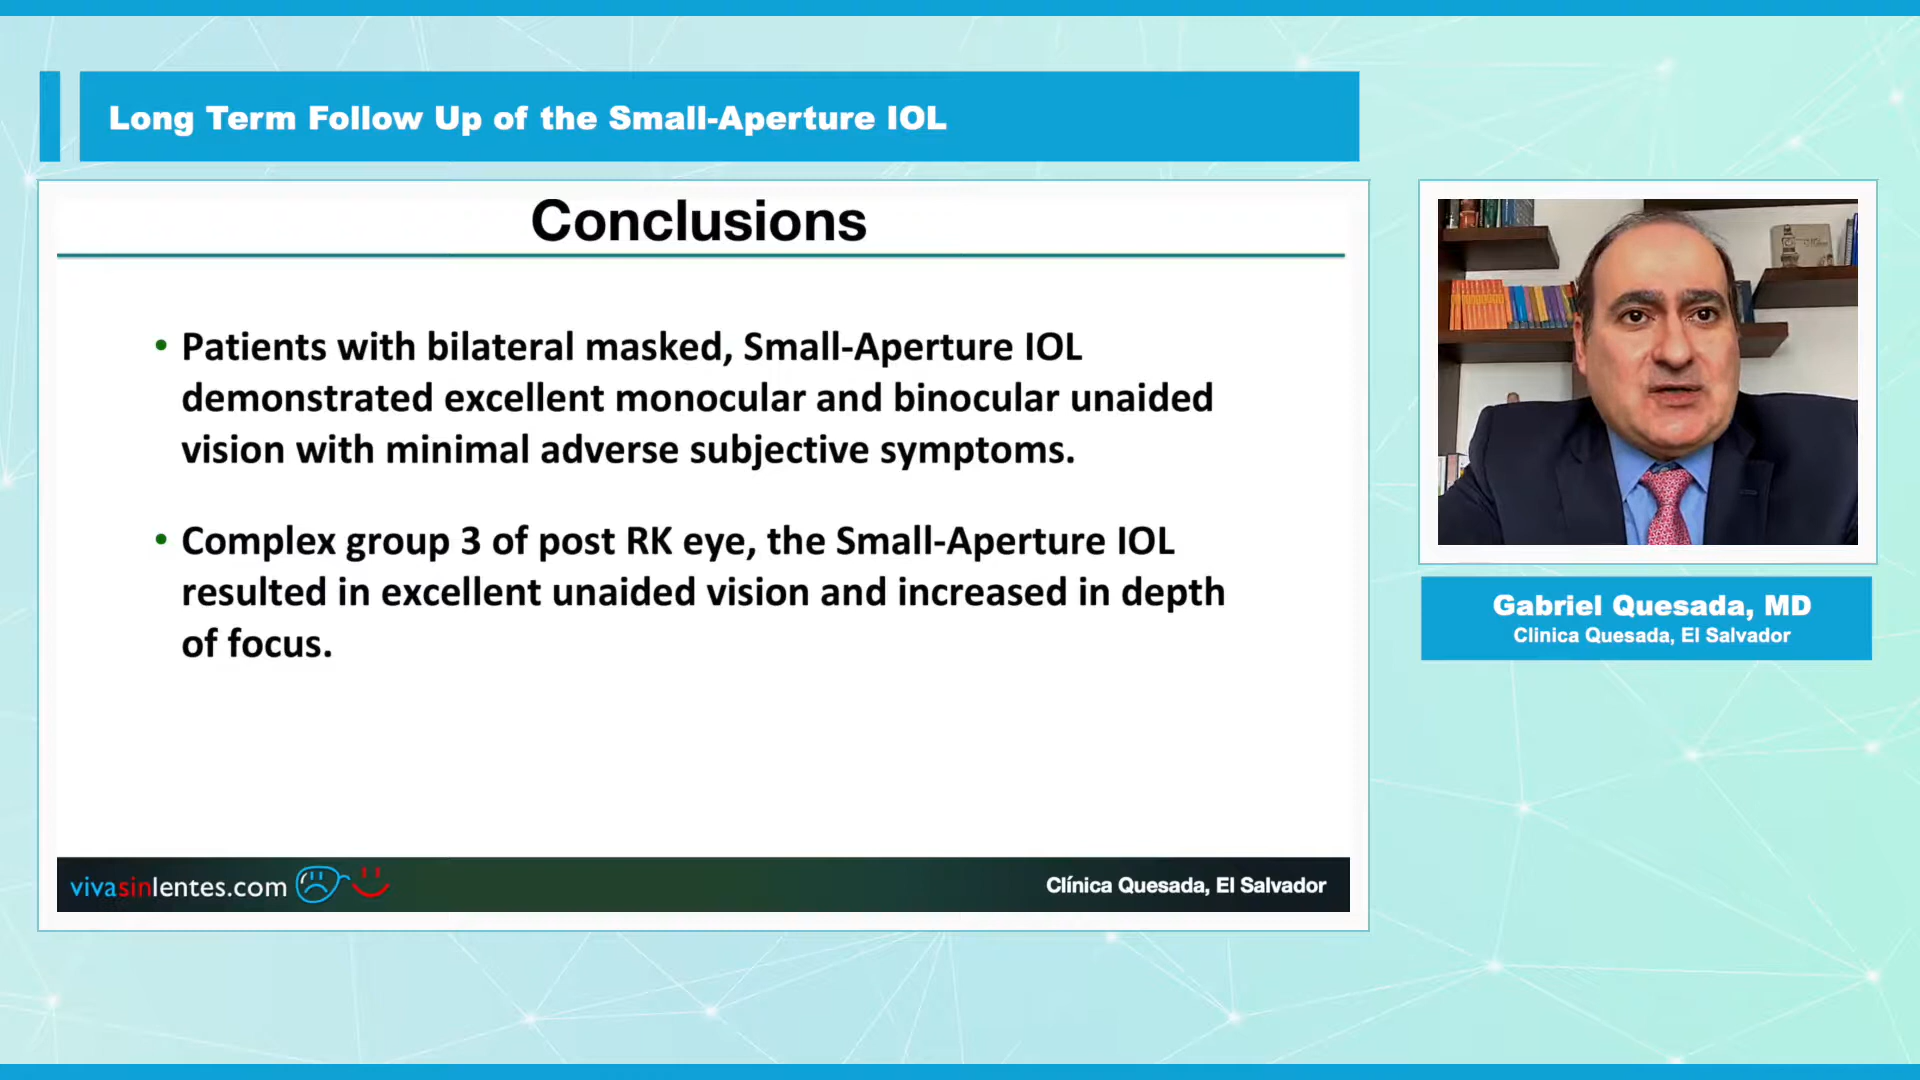 Long Term Follow Up of the Small-Aperture IOL
Conclusions
• Patients with bilateral masked, Small-Aperture IOL
demonstrated excellent monocular and binocular unaided
vision with minimal adverse subjective symptoms.
• Complex group 3 of post RK eye, the Small-Aperture IOL
resulted in excellent unaided vision and increased in depth
of focus.
vivasinlentes.com
Clínica Quesada, El Salvador
Gabriel Quesada, MD
Clinica Quesada, El Salvador